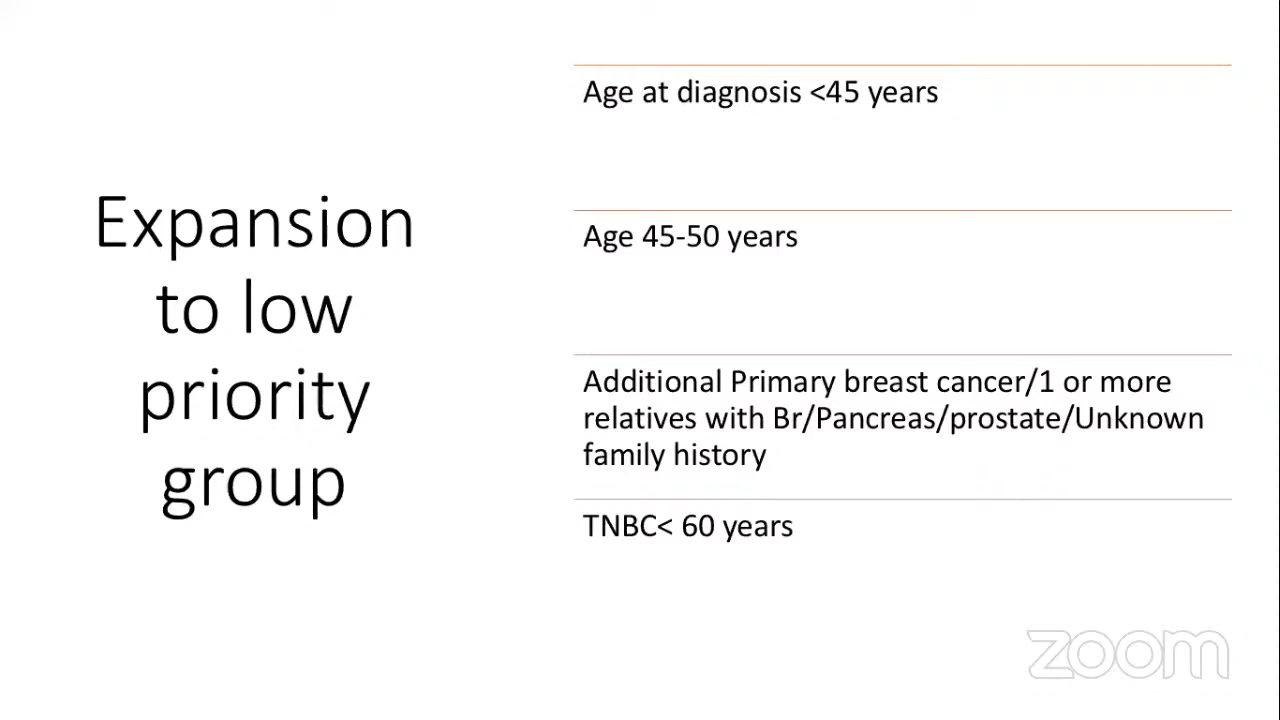 Expansion
to low
priority
group
Age at diagnosis <45 years
Age 45-50 years
Additional Primary breast cancer/1 or more
relatives with Br/Pancreas/prostate/Unknown
family history
TNBC< 60 years
zoom